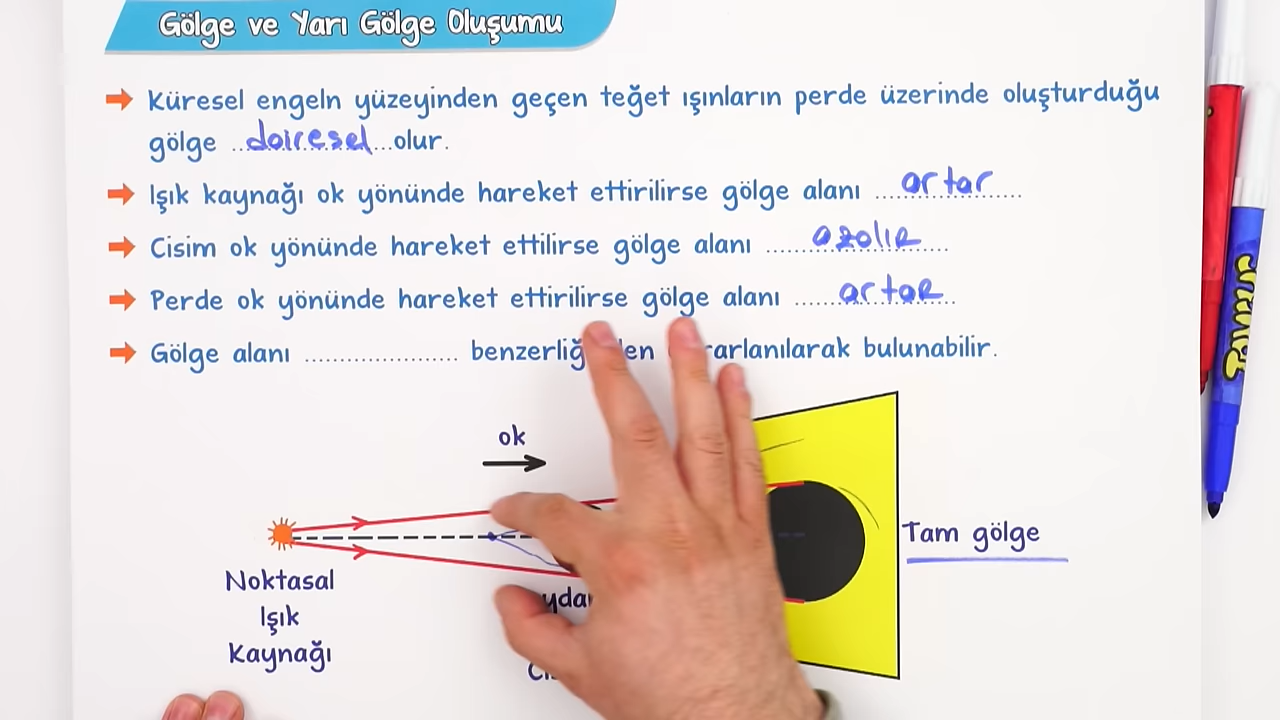 Gölge ve Yarı Gölge Oluşumu
Küresel engeln yüzeyinden geçen teğet ışınların perde üzerinde oluşturduğu
gölge ...dairesel...olur.
Işık kaynağı ok yönünde hareket ettirilirse gölge alanı ...artar...
Cisim ok yönünde hareket ettilirse gölge alanı ...azalır...
Perde ok yönünde hareket ettirilirse gölge alanı ...artar...
Gölge alanı ..................... bulunabilir.
ok
Tam gölge
Noktasal
Işık
Kaynağı